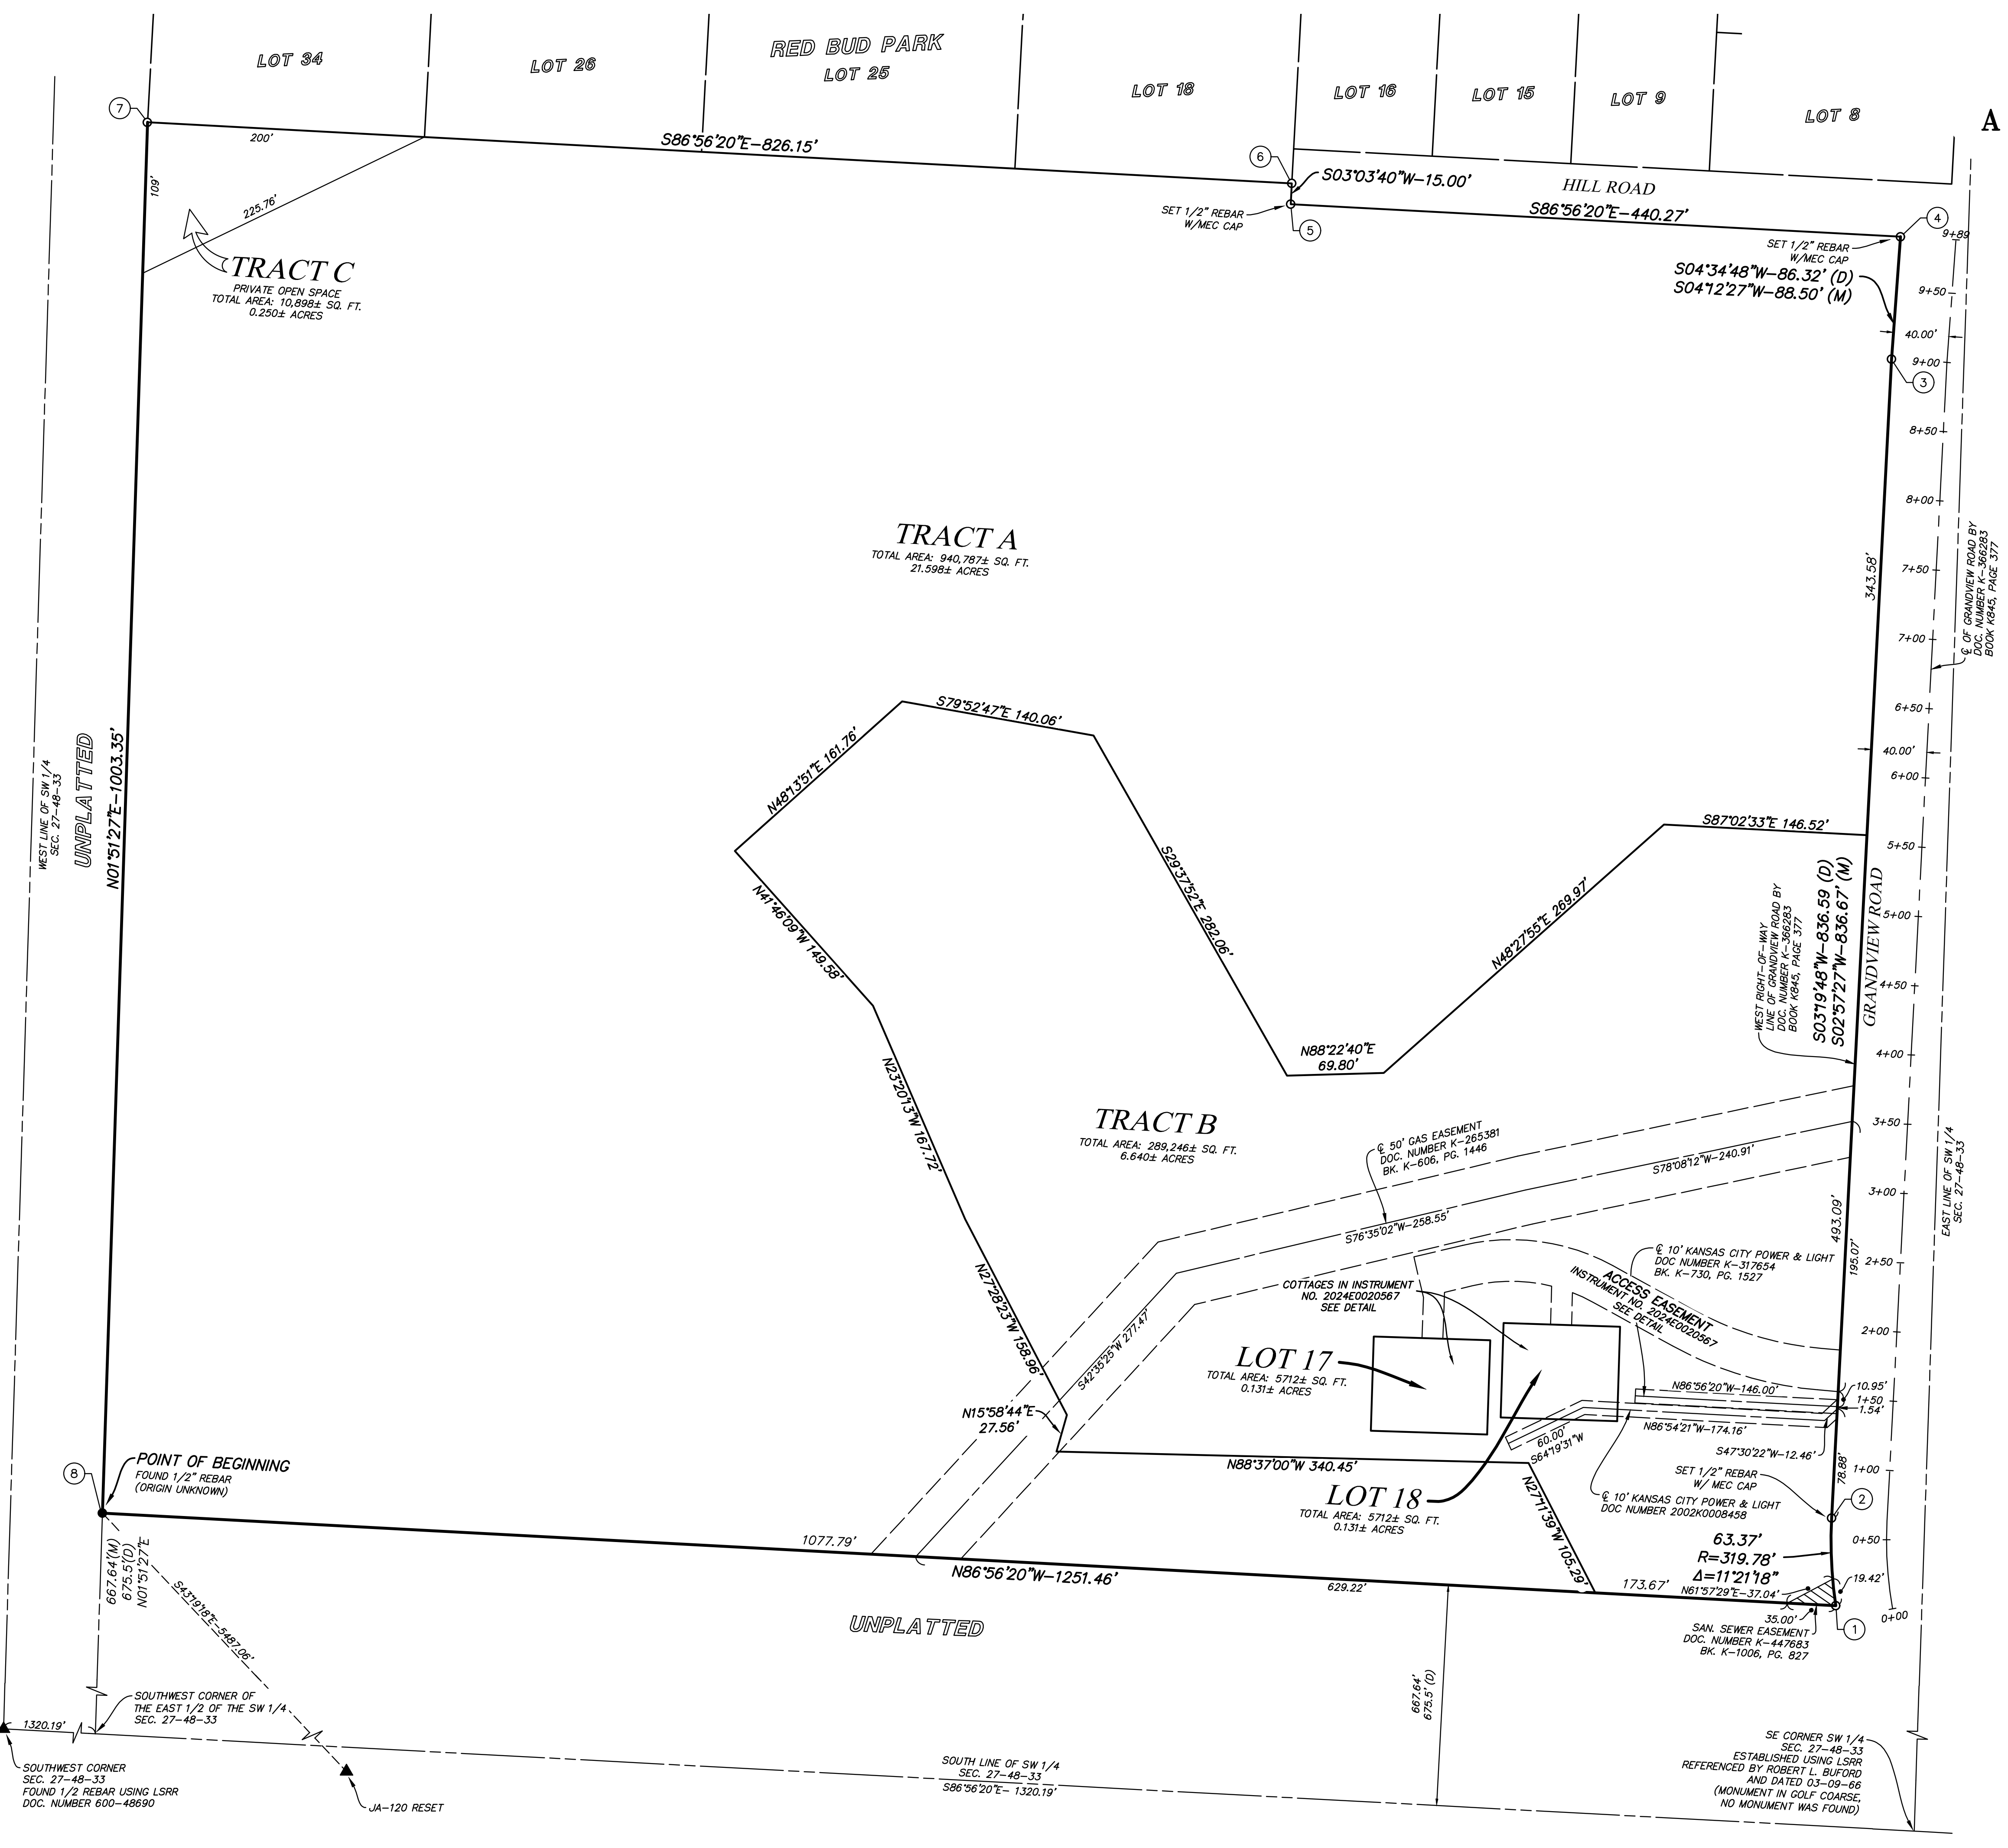 LOT 34
LOT 26
RED BUD PARK
LOT 25
LOT 18
LOT 16
LOT 15
LOT 9
LOT 8
A
7
200'
S86°56'20"E-826.15'
6
S03°03'40"W-15.00'
HILL ROAD
SET 1/2" REBAR
W/MEC CAP
5
S86°56'20"E-440.27'
4
9+89
SET 1/2" REBAR
W/MEC CAP
109'
225.76'
TRACT C
PRIVATE OPEN SPACE
TOTAL AREA: 10,898± SQ. FT.
0.250± ACRES
S04°34'48"W-86.32' (D)
S04°12'27"W-88.50' (M)
9+50
40.00'
9+00
3
8+50
8+00
7+50
7+00
6+50
40.00'
6+00
5+50
5+00
4+50
4+00
3+50
3+00
2+50
2+00
1+50
1+00
0+50
0+00
TRACT A
TOTAL AREA: 940,787± SQ. FT.
21.598± ACRES
343.58'
℄ OF GRANDVIEW ROAD BY
DOC. NUMBER K-366283
BOOK K845, PAGE 377
WEST LINE OF SW 1/4
SEC. 27-48-33
UNPLATTED
N01°51'27"E-1003.35'
S79°52'47"E 140.06'
N48°13'51"E 161.76'
N41°46'09"W 149.58'
S29°37'52"E 282.06'
N88°22'40"E
69.80'
N48°27'55"E 269.97'
S87°02'33"E 146.52'
WEST RIGHT-OF-WAY
LINE OF GRANDVIEW ROAD BY
DOC. NUMBER K-366283
BOOK K845, PAGE 377
S03°19'48"W-836.59 (D)
S02°57'27"W-836.67' (M)
GRANDVIEW ROAD
N23°20'13"W 167.72'
TRACT B
TOTAL AREA: 289,246± SQ. FT.
6.640± ACRES
℄ 50' GAS EASEMENT
DOC. NUMBER K-265381
BK. K-606, PG. 1446
S78°08'12"W-240.91'
S76°35'02"W-258.55'
493.09'
195.07'
EAST LINE OF SW 1/4
SEC. 27-48-33
℄ 10' KANSAS CITY POWER & LIGHT
DOC NUMBER K-317654
BK. K-730, PG. 1527
ACCESS EASEMENT
INSTRUMENT NO. 2024E0020567
SEE DETAIL
COTTAGES IN INSTRUMENT
NO. 2024E0020567
SEE DETAIL
N27°28'23"W 158.96'
S42°35'25"W 277.47'
LOT 17
TOTAL AREA: 5712± SQ. FT.
0.131± ACRES
N86°56'20"W-146.00'
10.95'
1.54'
N86°54'21"W-174.16'
S47°30'22"W-12.46'
60.00'
S64°19'31"W
N15°58'44"E
27.56'
N88°37'00"W 340.45'
78.88'
SET 1/2" REBAR
W/ MEC CAP
2
LOT 18
TOTAL AREA: 5712± SQ. FT.
0.131± ACRES
℄ 10' KANSAS CITY POWER & LIGHT
DOC NUMBER 2002K0008458
N27°11'39"W 105.29'
63.37'
R=319.78'
Δ=11°21'18"
N61°57'29"E-37.04'
19.42'
173.67'
35.00'
1
SAN. SEWER EASEMENT
DOC. NUMBER K-447683
BK. K-1006, PG. 827
8
POINT OF BEGINNING
FOUND 1/2" REBAR
(ORIGIN UNKNOWN)
1077.79'
N86°56'20"W-1251.46'
629.22'
UNPLATTED
667.64'(M)
675.5'(D)
N01°51'27"E
S43°19'18"E-5487.06'
667.64'
675.5' (D)
SOUTHWEST CORNER OF
THE EAST 1/2 OF THE SW 1/4
SEC. 27-48-33
1320.19'
SOUTHWEST CORNER
SEC. 27-48-33
FOUND 1/2 REBAR USING LSRR
DOC. NUMBER 600-48690
JA-120 RESET
SOUTH LINE OF SW 1/4
SEC. 27-48-33
S86°56'20"E- 1320.19'
SE CORNER SW 1/4
SEC. 27-48-33
ESTABLISHED USING LSRR
REFERENCED BY ROBERT L. BUFORD
AND DATED 03-09-66
(MONUMENT IN GOLF COARSE,
NO MONUMENT WAS FOUND)